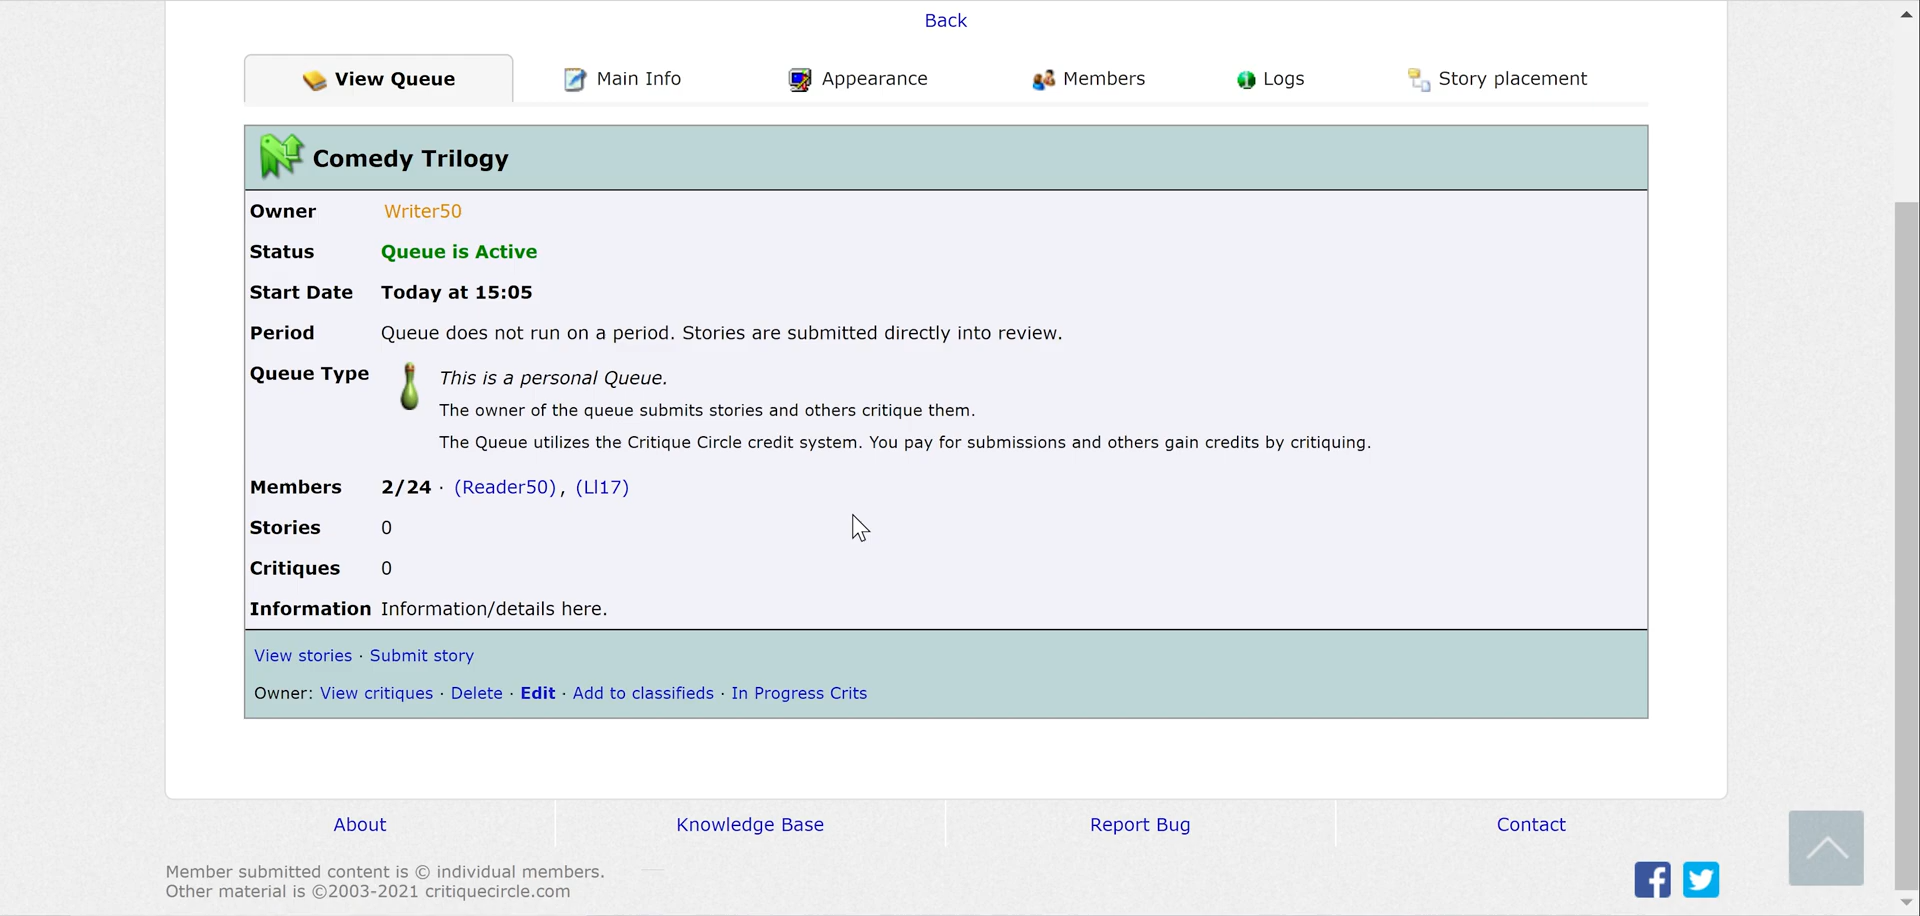 Back
View Queue Main Info Appearance Members Logs Story placement
Comedy Trilogy
Owner Writer50
Status Queue is Active
Start Date Today at 15:05
Period Queue does not run on a period. Stories are submitted directly into review.
Queue Type This is a personal Queue.
The owner of the queue submits stories and others critique them.
The Queue utilizes the Critique Circle credit system. You pay for submissions and others gain credits by critiquing.
Members 2/24 · (Reader50), (Ll17)
Stories 0
Critiques 0
Information Information/details here.
View stories · Submit story
Owner: View critiques · Delete · Edit · Add to classifieds · In Progress Crits
About Knowledge Base Report Bug Contact
Member submitted content is © individual members.
Other material is ©2003-2021 critiquecircle.com